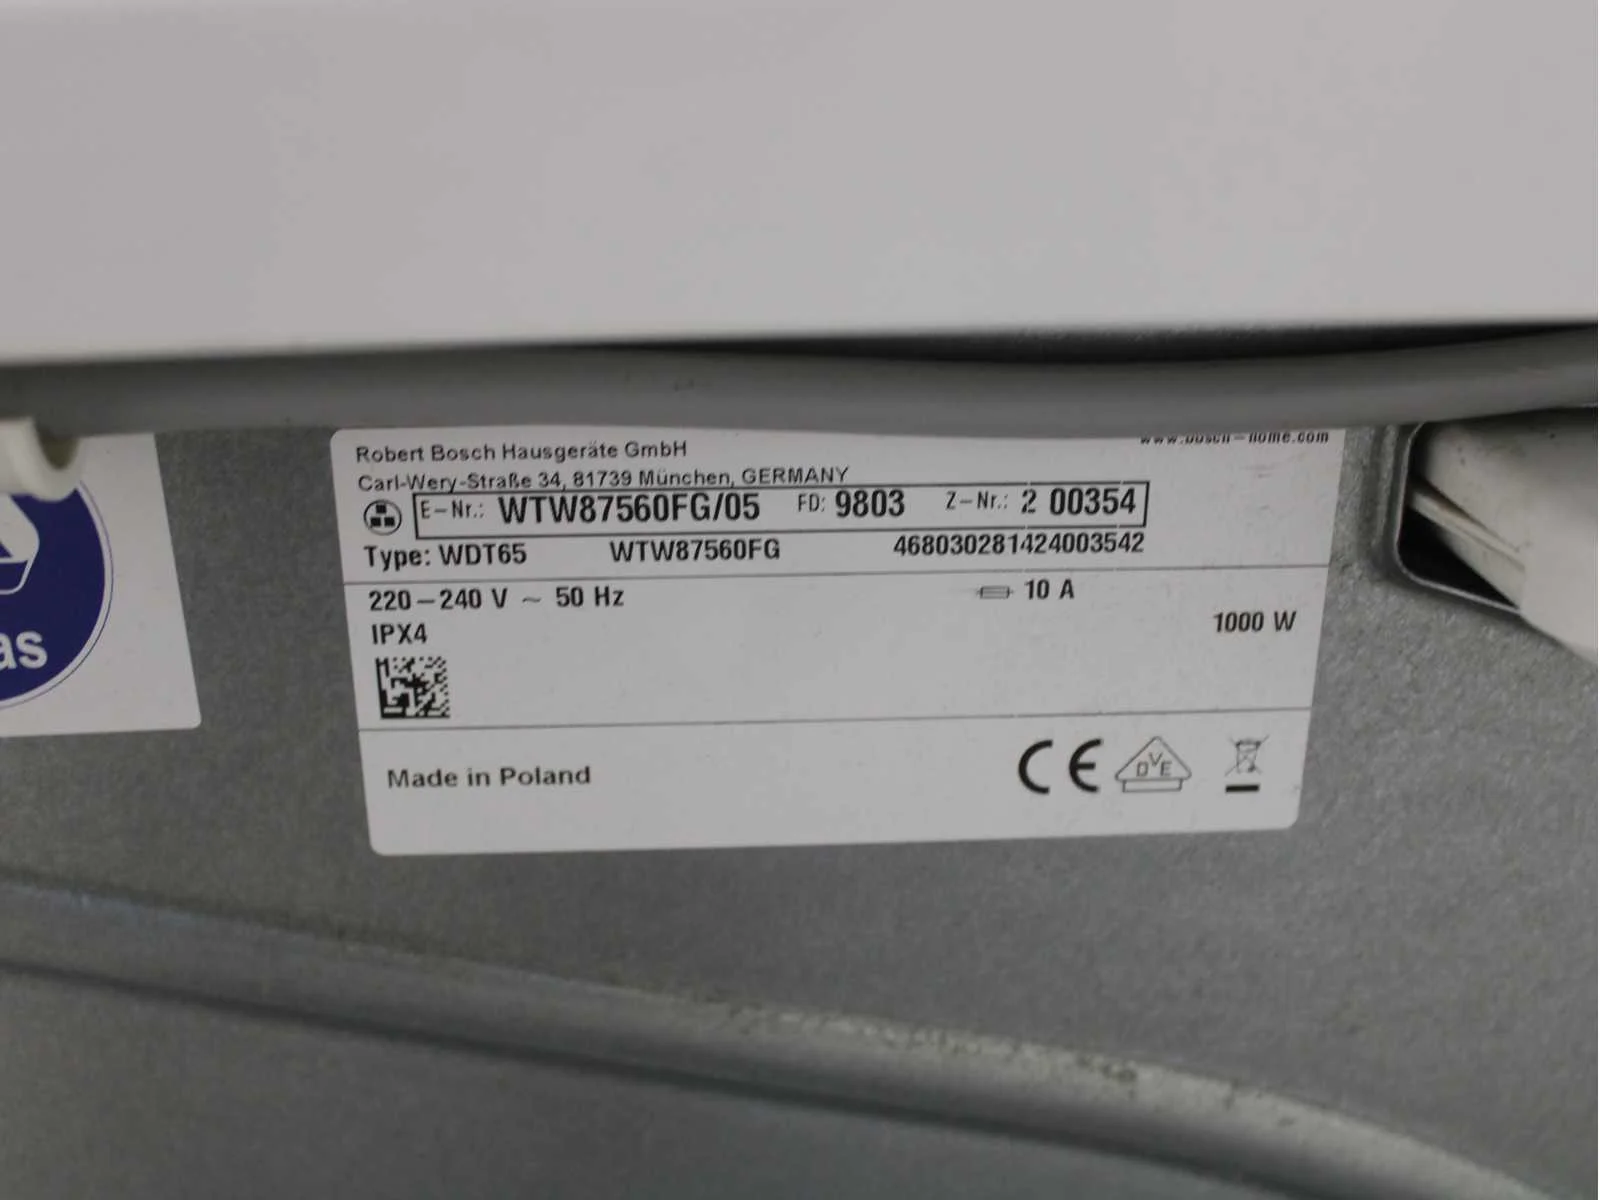 Robert Bosch Hausgeräte GmbH
www.bosch-home.com
Carl-Wery-Straße 34, 81739 München, GERMANY
E-Nr.: WTW87560FG/05 FD: 9803 Z-Nr.: 2 00354
Type: WDT65 WTW87560FG 468030281424003542
220-240 V ~ 50 Hz 10 A
1000 W
IPX4
Made in Poland
CE
DVE
as